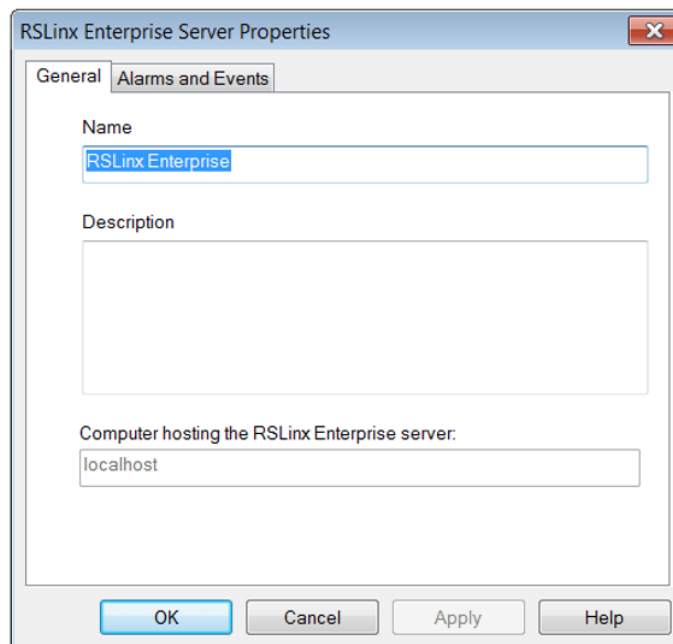 RSLinx Enterprise Server Properties
General Alarms and Events
Name
RSLinx Enterprise
Description
Computer hosting the RSLinx Enterprise server:
localhost
OK Cancel Apply Help